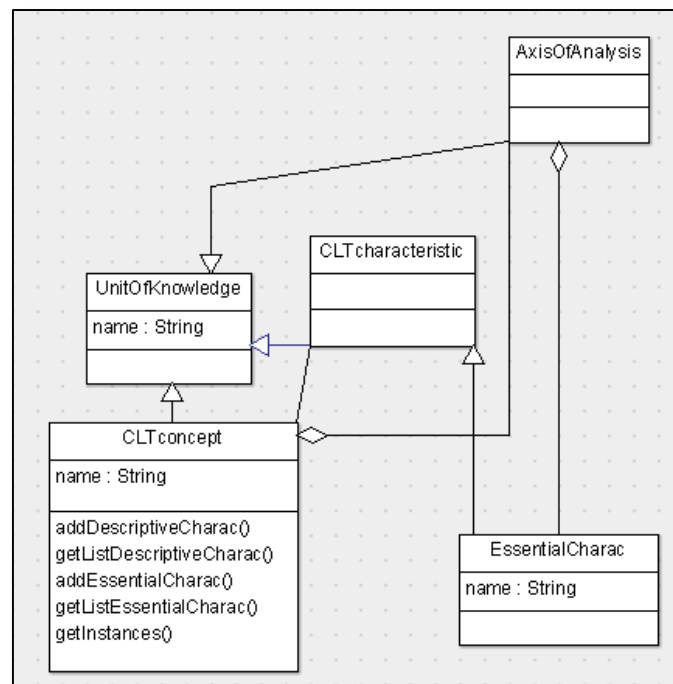 AxisOfAnalysis
CLTcharacteristic
UnitOfKnowledge
name : String
CLTconcept
name : String
addDescriptiveCharac()
getListDescriptiveCharac()
addEssentialCharac()
getListEssentialCharac()
getInstances()
EssentialCharac
name : String